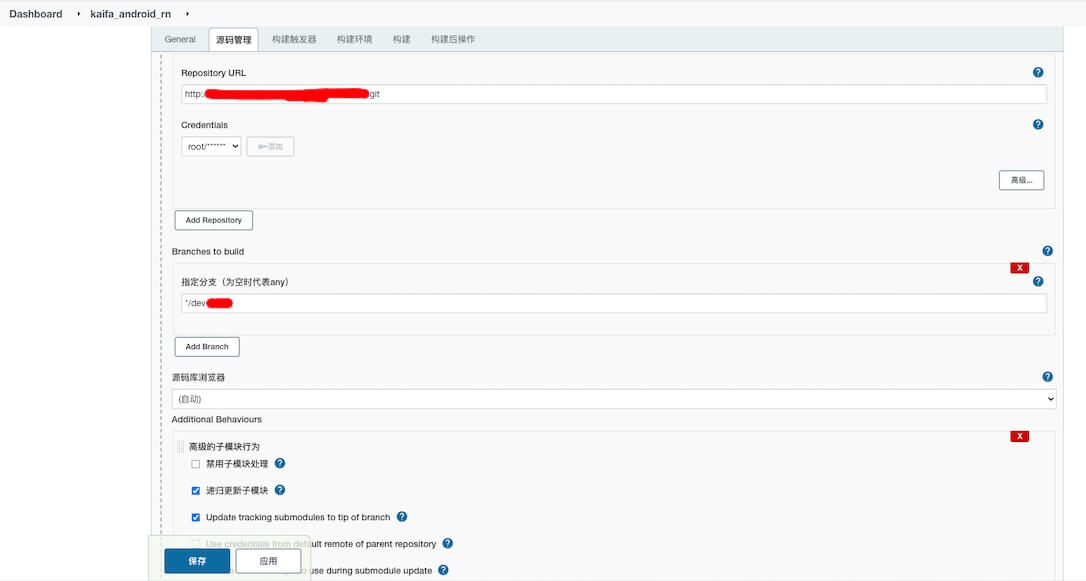 Dashboard kaifa_android_rn
General 源码管理 构建触发器 构建环境 构建 构建后操作
Repository URL
http: git
Credentials
root/****** 添加
高级...
Add Repository
Branches to build
X
指定分支（为空时代表any）
*/dev
Add Branch
源码库浏览器
(自动)
Additional Behaviours
X
高级的子模块行为
禁用子模块处理
递归更新子模块
Update tracking submodules to tip of branch
Use credentials from default remote of parent repository
保存 应用
use during submodule update